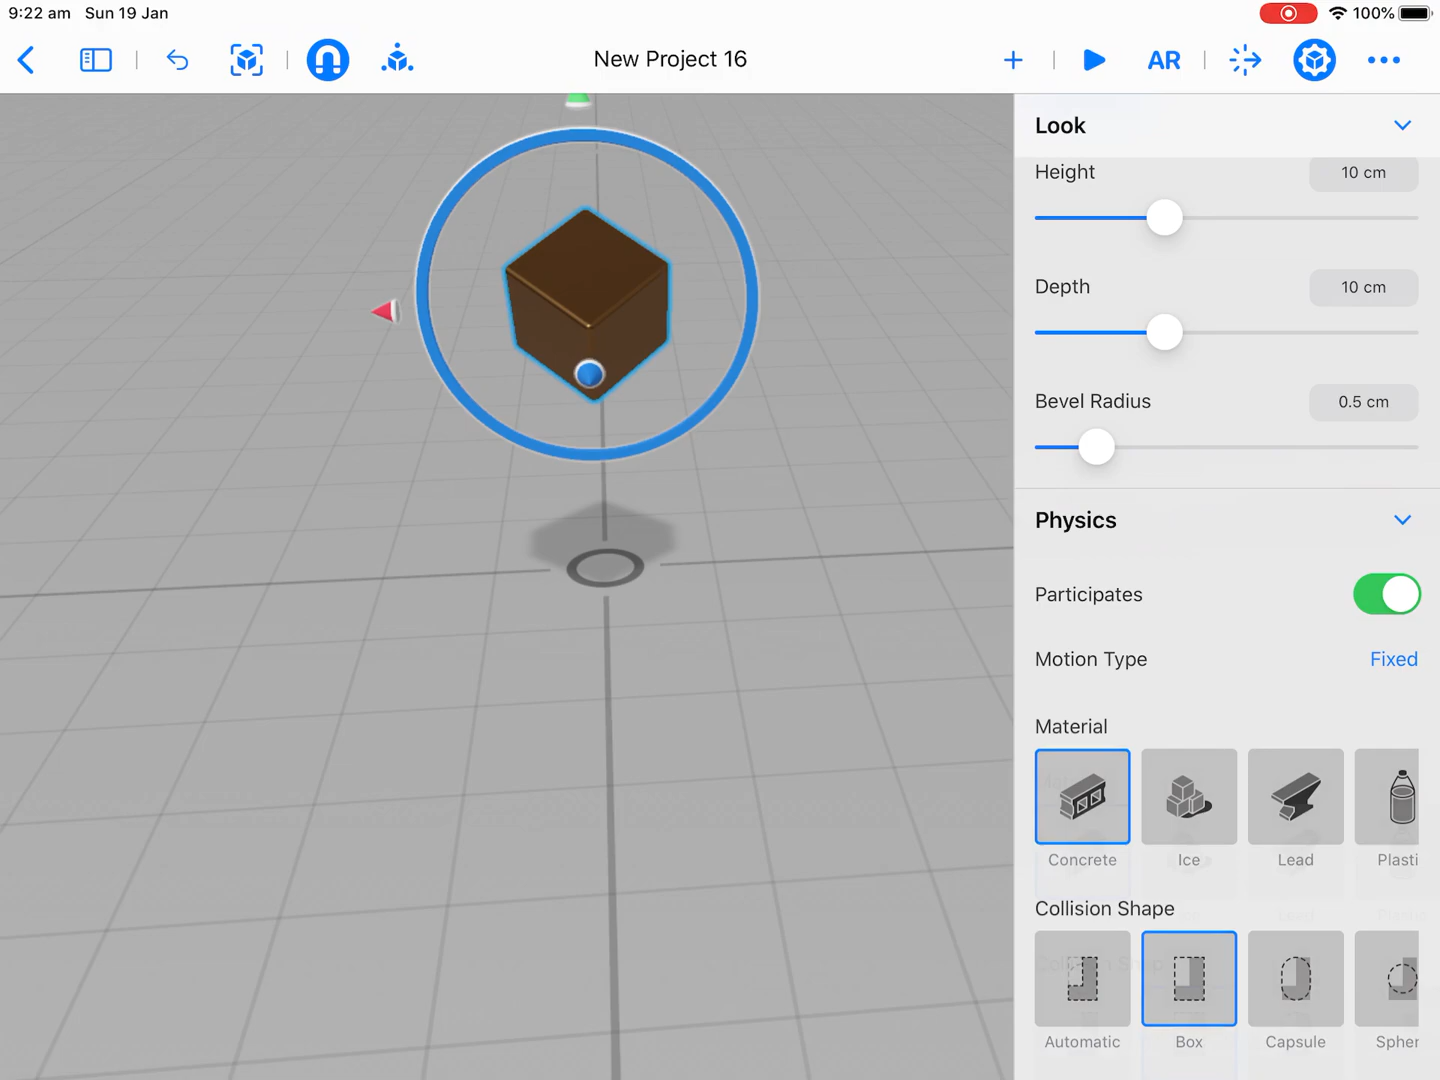 9:22 am Sun 19 Jan
100%
New Project 16
AR
Look
Height 10 cm
Depth 10 cm
Bevel Radius 0.5 cm
Physics
Participates
Motion Type Fixed
Material
Concrete Ice Lead Plasti
Collision Shape
Automatic Box Capsule Spher